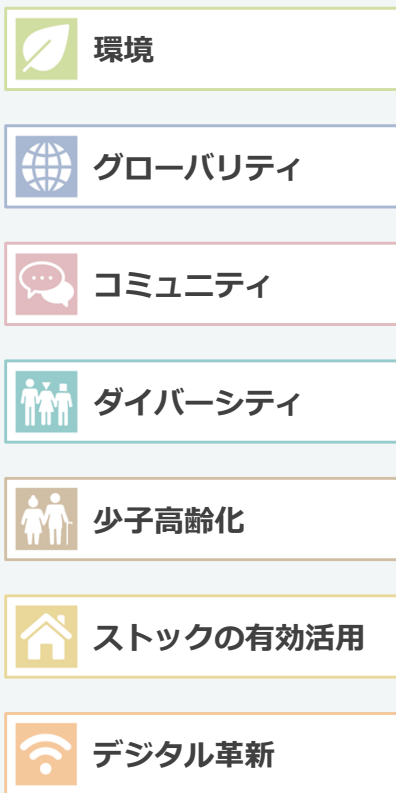 環境
グローバリティ
コミュニティ
ダイバーシティ
少子高齢化
ストックの有効活用
デジタル革新